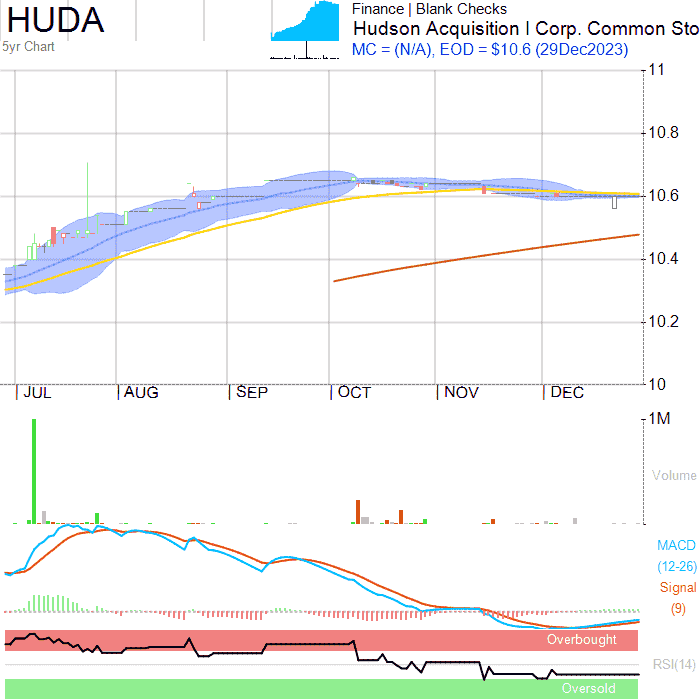 HUDA
5yr Chart
Finance | Blank Checks
Hudson Acquisition I Corp. Common Sto
MC = (N/A), EOD = $10.6 (29Dec2023)
11
10.8
10.6
10.4
10.2
10
JUL AUG SEP OCT NOV DEC
1M
Volume
MACD
(12-26)
Signal
(9)
Overbought
RSI(14)
Oversold